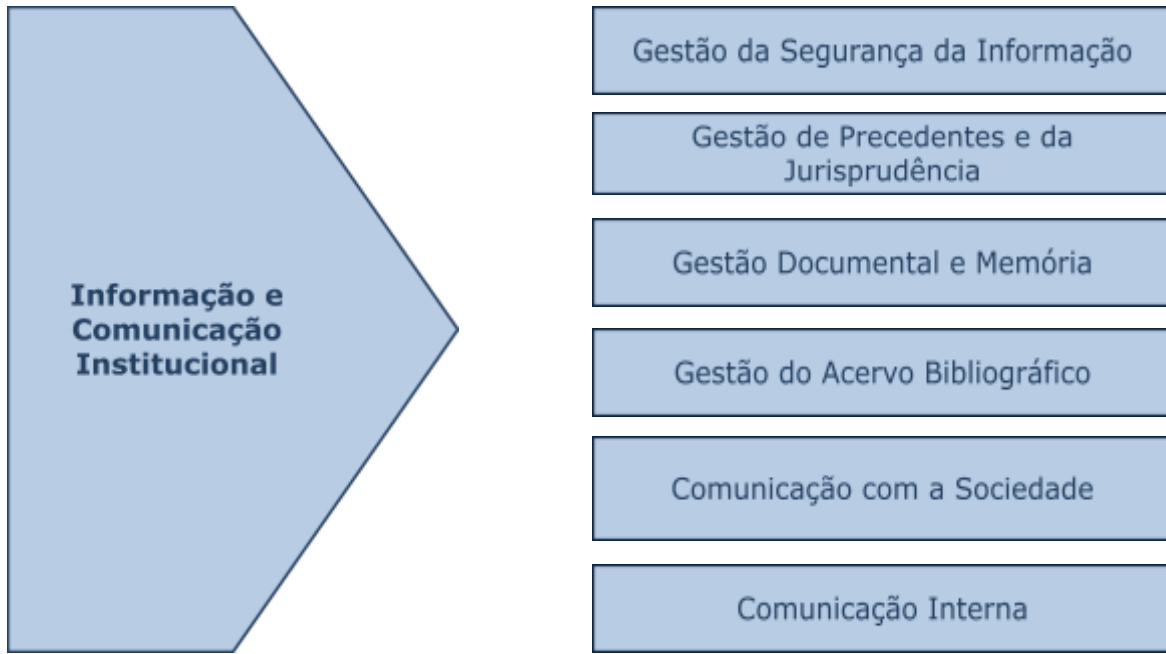 Informação e
Comunicação
Institucional
Gestão da Segurança da Informação
Gestão de Precedentes e da
Jurisprudência
Gestão Documental e Memória
Gestão do Acervo Bibliográfico
Comunicação com a Sociedade
Comunicação Interna